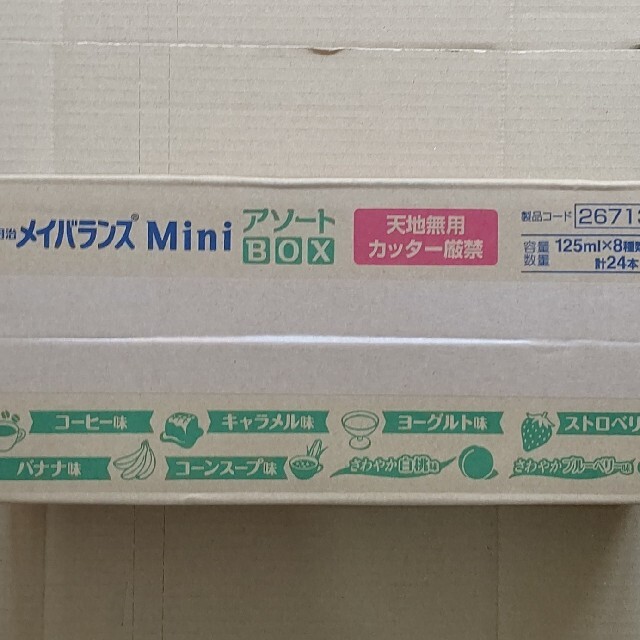 明治メイバランス® Mini
アソート
BOX
天地無用
カッター厳禁
製品コード 2671
容量
数量
125ml×8種
計24本
コーヒー味
キャラメル味
ヨーグルト味
ストロベリ
バナナ味
コーンスープ味
さわやか白桃味
さわやかブルーベリー味